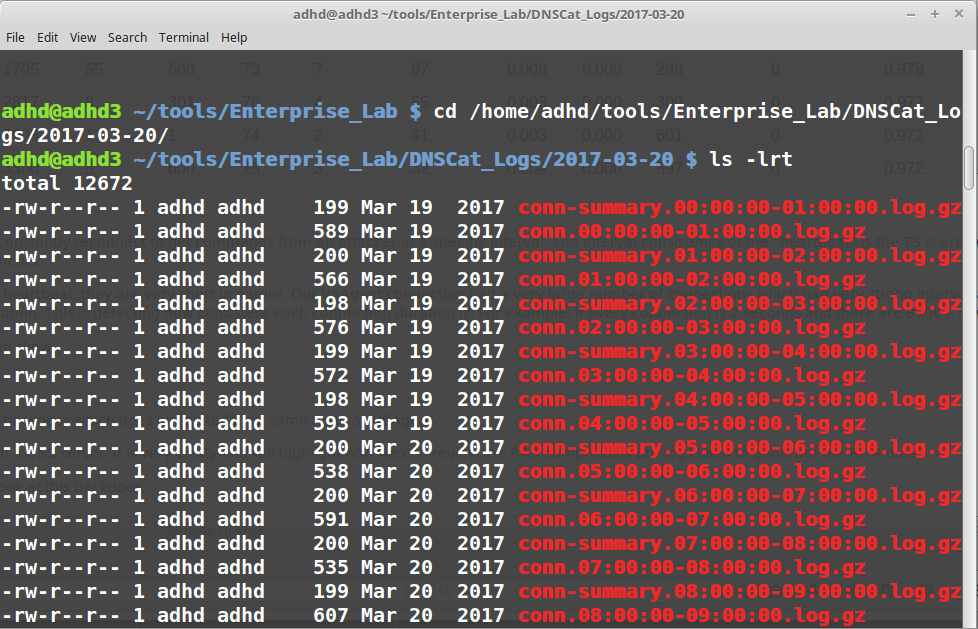 adhd@adhd3 ~/tools/Enterprise_Lab/DNSCat_Logs/2017-03-20
File Edit View Search Terminal Help
1795 55 600 73 7 97 0.008 0.000 298 0 0.978
adhd@adhd3 ~/tools/Enterprise_Lab $ cd /home/adhd/tools/Enterprise_Lab/DNSCat_Lo
gs/2017-03-20/
adhd@adhd3 ~/tools/Enterprise_Lab/DNSCat_Logs/2017-03-20 $ ls -lrt
total 12672
-rw-r--r-- 1 adhd adhd 199 Mar 19 2017 conn-summary.00:00:00-01:00:00.log.gz
-rw-r--r-- 1 adhd adhd 589 Mar 19 2017 conn.00:00:00-01:00:00.log.gz
-rw-r--r-- 1 adhd adhd 200 Mar 19 2017 conn-summary.01:00:00-02:00:00.log.gz
-rw-r--r-- 1 adhd adhd 566 Mar 19 2017 conn.01:00:00-02:00:00.log.gz
-rw-r--r-- 1 adhd adhd 198 Mar 19 2017 conn-summary.02:00:00-03:00:00.log.gz
-rw-r--r-- 1 adhd adhd 576 Mar 19 2017 conn.02:00:00-03:00:00.log.gz
-rw-r--r-- 1 adhd adhd 199 Mar 19 2017 conn-summary.03:00:00-04:00:00.log.gz
-rw-r--r-- 1 adhd adhd 572 Mar 19 2017 conn.03:00:00-04:00:00.log.gz
-rw-r--r-- 1 adhd adhd 198 Mar 19 2017 conn-summary.04:00:00-05:00:00.log.gz
-rw-r--r-- 1 adhd adhd 593 Mar 19 2017 conn.04:00:00-05:00:00.log.gz
-rw-r--r-- 1 adhd adhd 200 Mar 20 2017 conn-summary.05:00:00-06:00:00.log.gz
-rw-r--r-- 1 adhd adhd 538 Mar 20 2017 conn.05:00:00-06:00:00.log.gz
-rw-r--r-- 1 adhd adhd 200 Mar 20 2017 conn-summary.06:00:00-07:00:00.log.gz
-rw-r--r-- 1 adhd adhd 591 Mar 20 2017 conn.06:00:00-07:00:00.log.gz
-rw-r--r-- 1 adhd adhd 200 Mar 20 2017 conn-summary.07:00:00-08:00:00.log.gz
-rw-r--r-- 1 adhd adhd 535 Mar 20 2017 conn.07:00:00-08:00:00.log.gz
-rw-r--r-- 1 adhd adhd 199 Mar 20 2017 conn-summary.08:00:00-09:00:00.log.gz
-rw-r--r-- 1 adhd adhd 607 Mar 20 2017 conn.08:00:00-09:00:00.log.gz